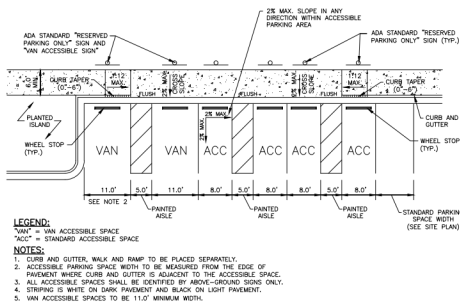 2% MAX. SLOPE IN ANY
DIRECTION WITHIN ACCESSIBLE
PARKING AREA
ADA STANDARD "RESERVED
PARKING ONLY" SIGN AND
"VAN ACCESSIBLE" SIGN
ADA STANDARD "RESERVED
PARKING ONLY" SIGN (TYP.)
6.0'
MIN.
1:12
MAX.
CURB TAPER
(0"-6")
2% MAX.
CROSS
SLOPE
FLUSH
FLUSH
FLUSH
CROSS
SLOPE
1:12
MAX.
CURB TAPER
(0"-6")
6.0'
MIN.
PLANTED
ISLAND
WHEEL STOP
(TYP.)
2% MAX.
2% MAX.
CURB AND
GUTTER
WHEEL STOP
(TYP.)
VAN
VAN
ACC
ACC
ACC
ACC
11.0'
5.0'
11.0'
8.0'
5.0'
8.0'
8.0'
5.0'
8.0'
SEE NOTE 2
PAINTED
AISLE
PAINTED
AISLE
PAINTED
AISLE
STANDARD PARKING
SPACE WIDTH
(SEE SITE PLAN)
LEGEND:
"VAN" = VAN ACCESSIBLE SPACE
"ACC" = STANDARD ACCESSIBLE SPACE
NOTES:
1. CURB AND GUTTER, WALK AND RAMP TO BE PLACED SEPARATELY.
2. ACCESSIBLE PARKING SPACE WIDTH TO BE MEASURED FROM THE EDGE OF
PAVEMENT WHERE CURB AND GUTTER IS ADJACENT TO THE ACCESSIBLE SPACE.
3. ALL ACCESSIBLE SPACES SHALL BE IDENTIFIED BY ABOVE-GROUND SIGNS ONLY.
4. STRIPING IS WHITE ON DARK PAVEMENT AND BLACK ON LIGHT PAVEMENT.
5. VAN ACCESSIBLE SPACES TO BE 11.0' MINIMUM WIDTH.